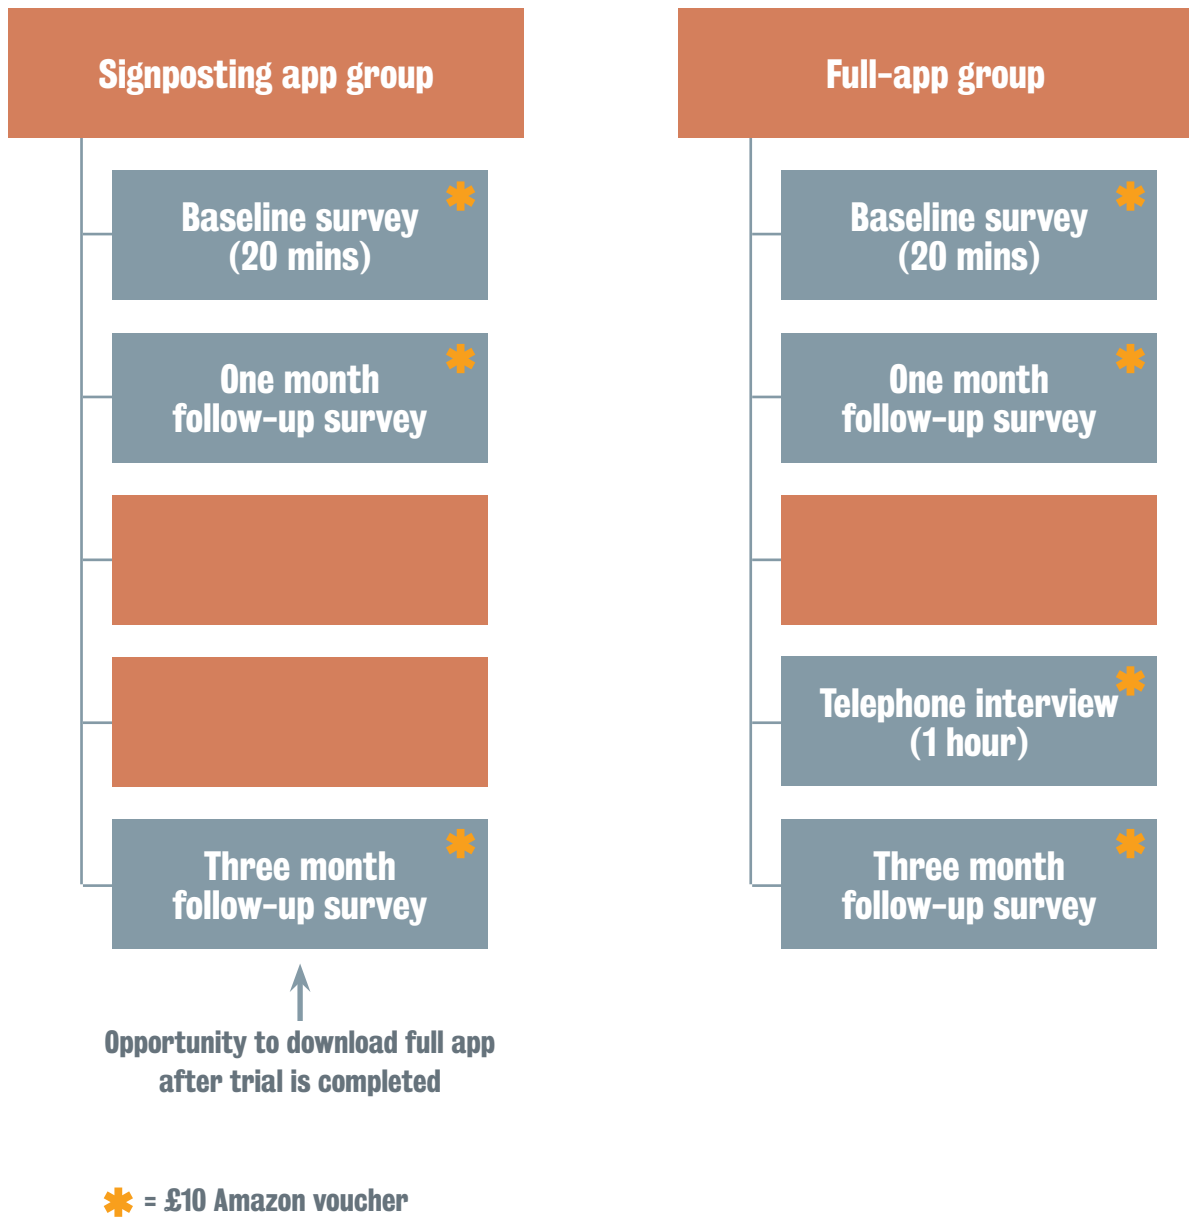 Signposting app group
Baseline survey
(20 mins)
One month
follow-up survey
Three month
follow-up survey
Opportunity to download full app
after trial is completed
Full-app group
Baseline survey
(20 mins)
One month
follow-up survey
Telephone interview
(1 hour)
Three month
follow-up survey
* = £10 Amazon voucher